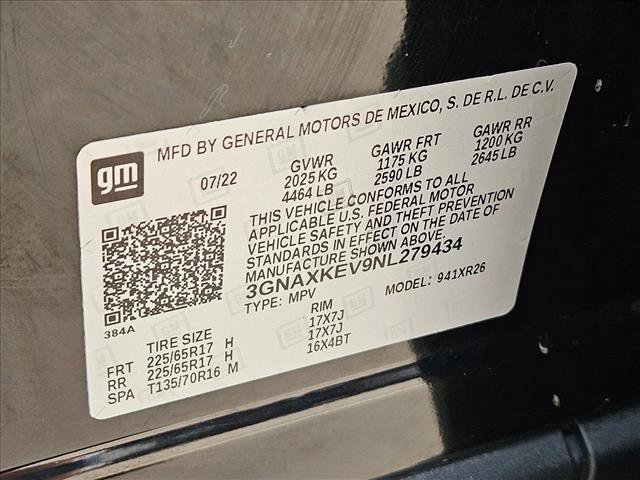 gm
MFD BY GENERAL MOTORS DE MEXICO, S. DE R.L. DE C.V.
07/22 GVWR GAWR FRT GAWR RR
2025 KG 1175 KG 1200 KG
4464 LB 2590 LB 2645 LB
THIS VEHICLE CONFORMS TO ALL
APPLICABLE U.S. FEDERAL MOTOR
VEHICLE SAFETY AND THEFT PREVENTION
STANDARDS IN EFFECT ON THE DATE OF
MANUFACTURE SHOWN ABOVE.
3GNAXKEV9NL279434
TYPE: MPV MODEL: 941XR26
384A
TIRE SIZE RIM
FRT 225/65R17 H 17X7J
RR 225/65R17 H 17X7J
SPA T135/70R16 M 16X4BT